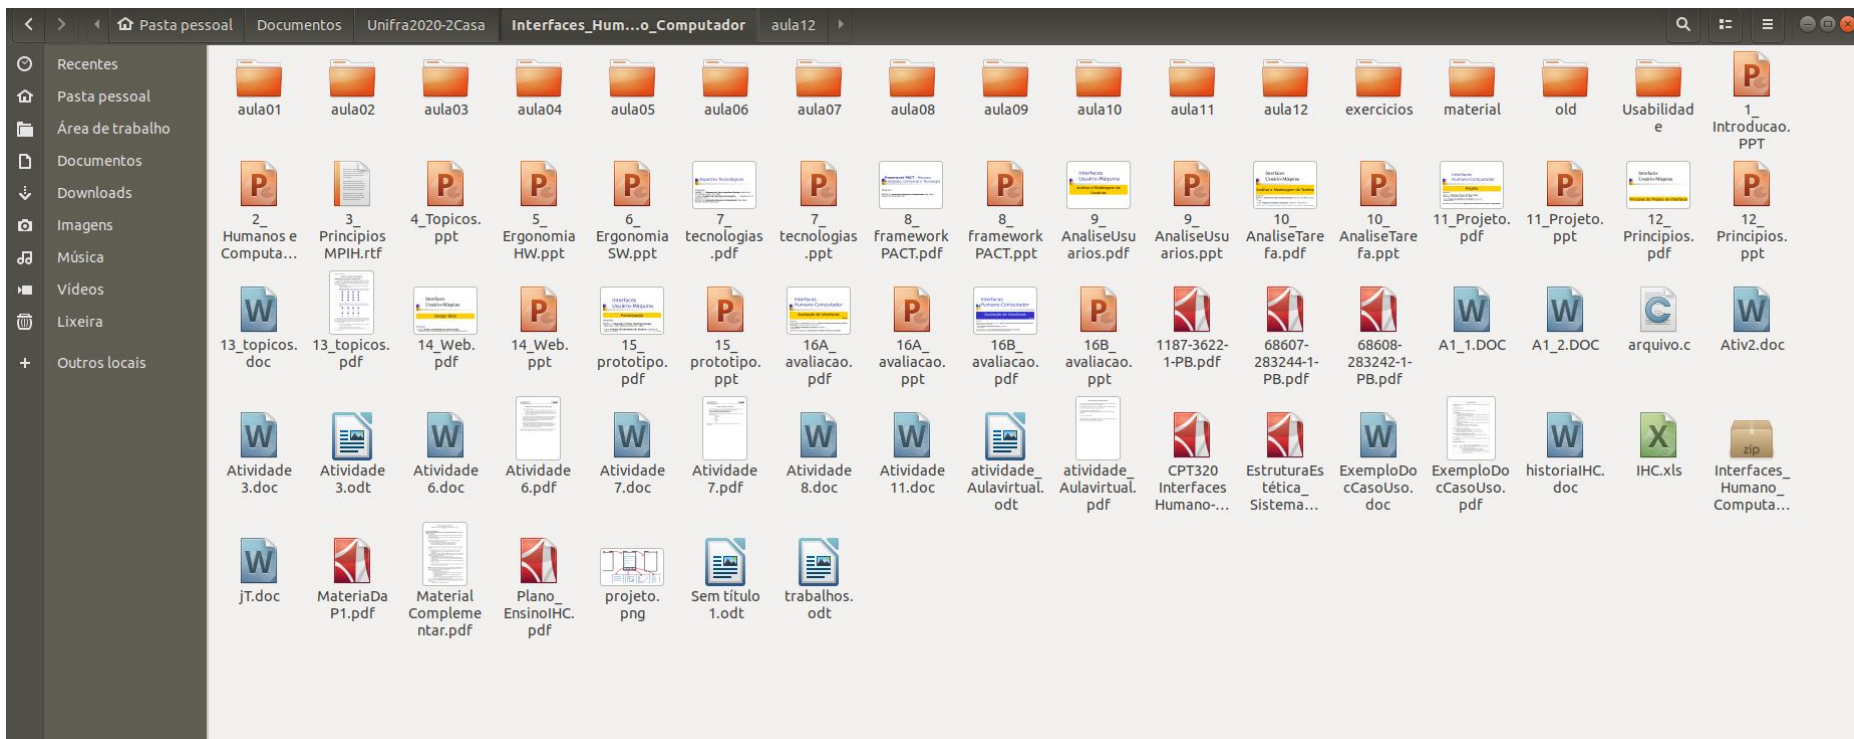 Pasta pessoal Documentos Unifra2020-2Casa Interfaces_Hum…o_Computador aula12
Recentes
Pasta pessoal
Área de trabalho
Documentos
Downloads
Imagens
Música
Vídeos
Lixeira
Outros locais
aula01 aula02 aula03 aula04 aula05 aula06 aula07 aula08 aula09 aula10 aula11 aula12 exercicios material old Usabilidad 1_
e Introducao.
PPT
2_ 3_ 4_Topicos. 5_ 6_ 7_ 7_ 8_ 8_ 9_ 9_ 10_ 10_ 11_Projeto. 11_Projeto. 12_ 12_
Humanos e Principios ppt Ergonomia Ergonomia tecnologias tecnologias framework framework AnaliseUsu AnaliseUsu AnaliseTare AnaliseTare pdf ppt Principios. Principios.
Computa… MPIH.rtf HW.ppt SW.ppt .pdf .ppt PACT.pdf PACT.ppt arios.pdf arios.ppt fa.pdf fa.ppt pdf ppt
13_topicos. 13_topicos. 14_Web. 14_Web. 15_ 15_ 16A_ 16A_ 16B_ 16B_ 1187-3622- 68607- 68608- A1_1.DOC A1_2.DOC arquivo.c Ativ2.doc
doc pdf pdf ppt prototipo. prototipo. avaliacao. avaliacao. avaliacao. avaliacao. 1-PB.pdf 283244-1- 283242-1-
pdf ppt pdf ppt pdf ppt PB.pdf PB.pdf
Atividade Atividade Atividade Atividade Atividade Atividade Atividade Atividade atividade_ atividade_ CPT320 EstruturaEs ExemploDo ExemploDo historiaIHC. IHC.xls zip
3.doc 3.odt 6.doc 6.pdf 7.doc 7.pdf 8.doc 11.doc Aulavirtual. Aulavirtual. Interfaces tética_ cCasoUso. cCasoUso. doc Interfaces_
odt pdf Humano-… Sistema… doc pdf Humano_
Computa…
jT.doc MateriaDa Material Plano_ projeto. Sem título trabalhos.
P1.pdf Compleme EnsinoIHC. png 1.odt odt
ntar.pdf pdf